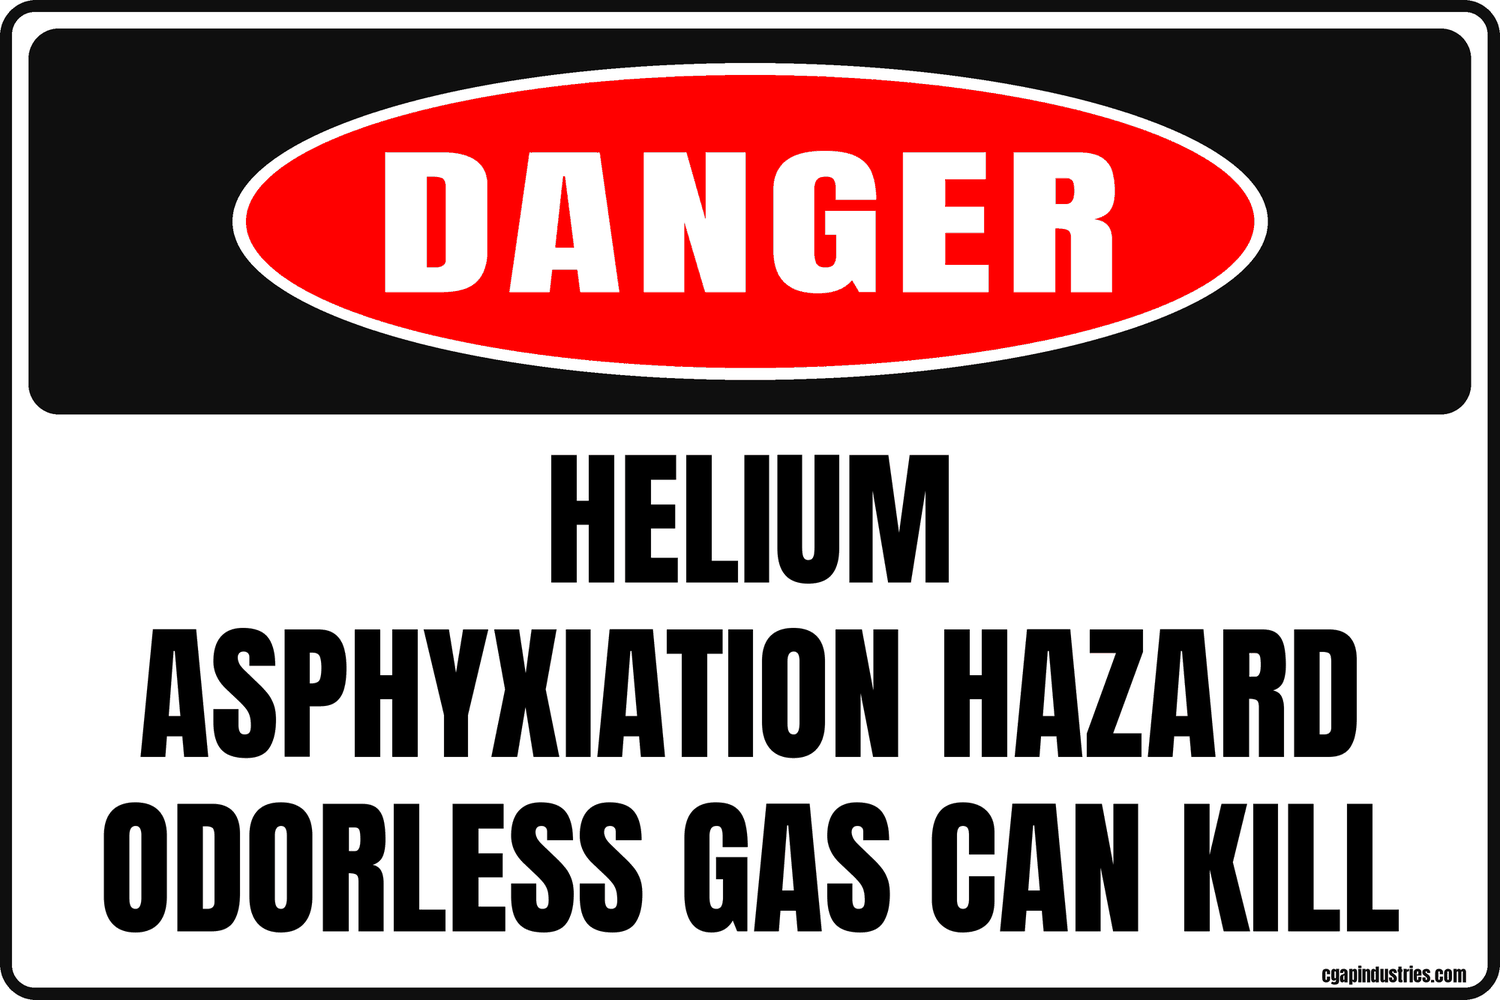 DANGER
HELIUM
ASPHYXIATION HAZARD
ODORLESS GAS CAN KILL
cgapindustries.com